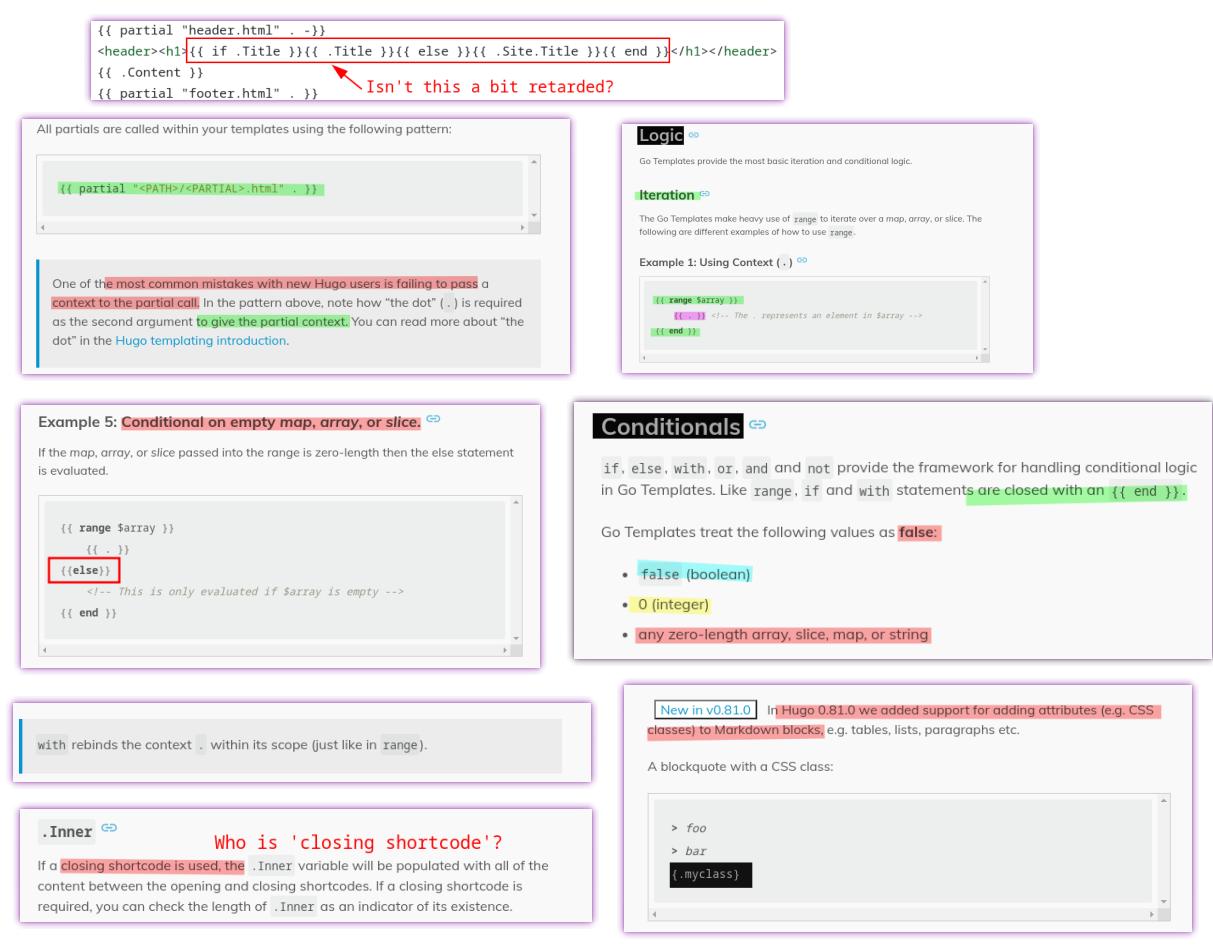 {{ partial "header.html" . -}}
<header><h1>{{ if .Title }}{{ .Title }}{{ else }}{{ .Site.Title }}{{ end }}</h1></header>
{{ .Content }}
{{ partial "footer.html" . }}
Isn't this a bit retarded?
All partials are called within your templates using the following pattern:
{{ partial "<PATH>/<PARTIAL>.html" . }}
One of the most common mistakes with new Hugo users is failing to pass a
context to the partial call. In the pattern above, note how “the dot” (.) is required
as the second argument to give the partial context. You can read more about “the
dot” in the Hugo templating introduction.
Logic
Go Templates provide the most basic iteration and conditional logic.
Iteration
The Go Templates make heavy use of range to iterate over a map, array, or slice. The
following are different examples of how to use range.
Example 1: Using Context (.)
{{ range $array }}
{{ . }} <!-- The . represents an element in $array -->
{{ end }}
Example 5: Conditional on empty map, array, or slice.
If the map, array, or slice passed into the range is zero-length then the else statement
is evaluated.
{{ range $array }}
{{ . }}
{{else}}
<!-- This is only evaluated if $array is empty -->
{{ end }}
Conditionals
if, else, with, or, and and not provide the framework for handling conditional logic
in Go Templates. Like range, if and with statements are closed with an {{ end }}.
Go Templates treat the following values as false:
• false (boolean)
• 0 (integer)
• any zero-length array, slice, map, or string
with rebinds the context . within its scope (just like in range).
.Inner
Who is 'closing shortcode'?
If a closing shortcode is used, the .Inner variable will be populated with all of the
content between the opening and closing shortcodes. If a closing shortcode is
required, you can check the length of .Inner as an indicator of its existence.
New in v0.81.0 In Hugo 0.81.0 we added support for adding attributes (e.g. CSS
classes) to Markdown blocks, e.g. tables, lists, paragraphs etc.
A blockquote with a CSS class:
> foo
> bar
{.myclass}